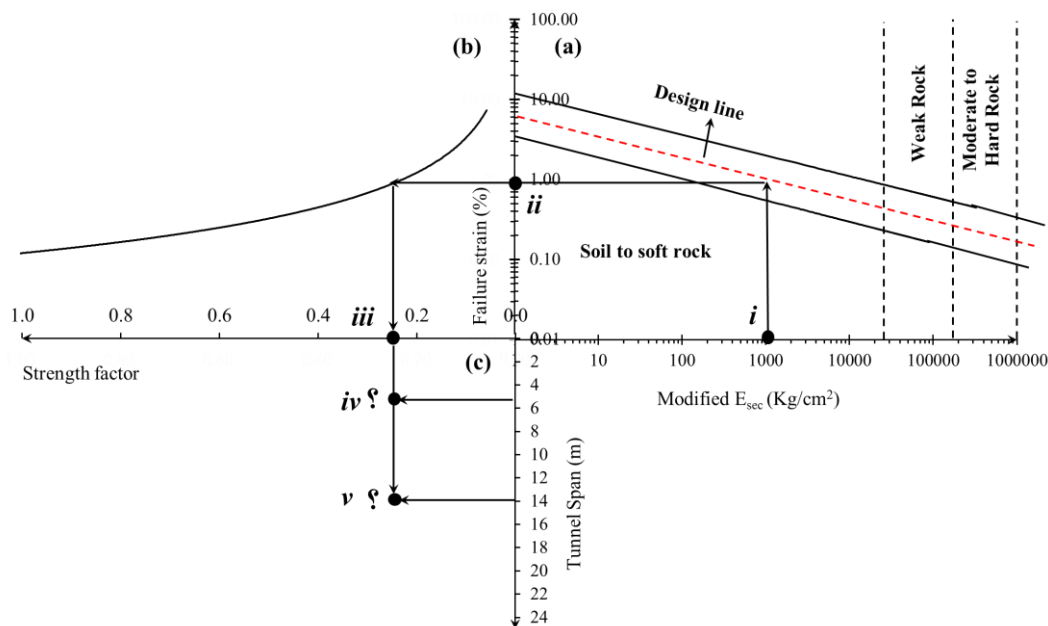 100.00
(b)
(a)
10.00
Design line
Weak Rock
Moderate to
Hard Rock
1.00
ii
Failure strain (%)
Soil to soft rock
0.10
1.0
0.8
0.6
0.4
iii
0.2
0.0
i
0.01
10
100
1000
10000
100000
1000000
Strength factor
(c)
Modified Esec (Kg/cm²)
2
4
iv ؟
6
8
10
12
v ؟
14
16
18
20
22
24
Tunnel Span (m)